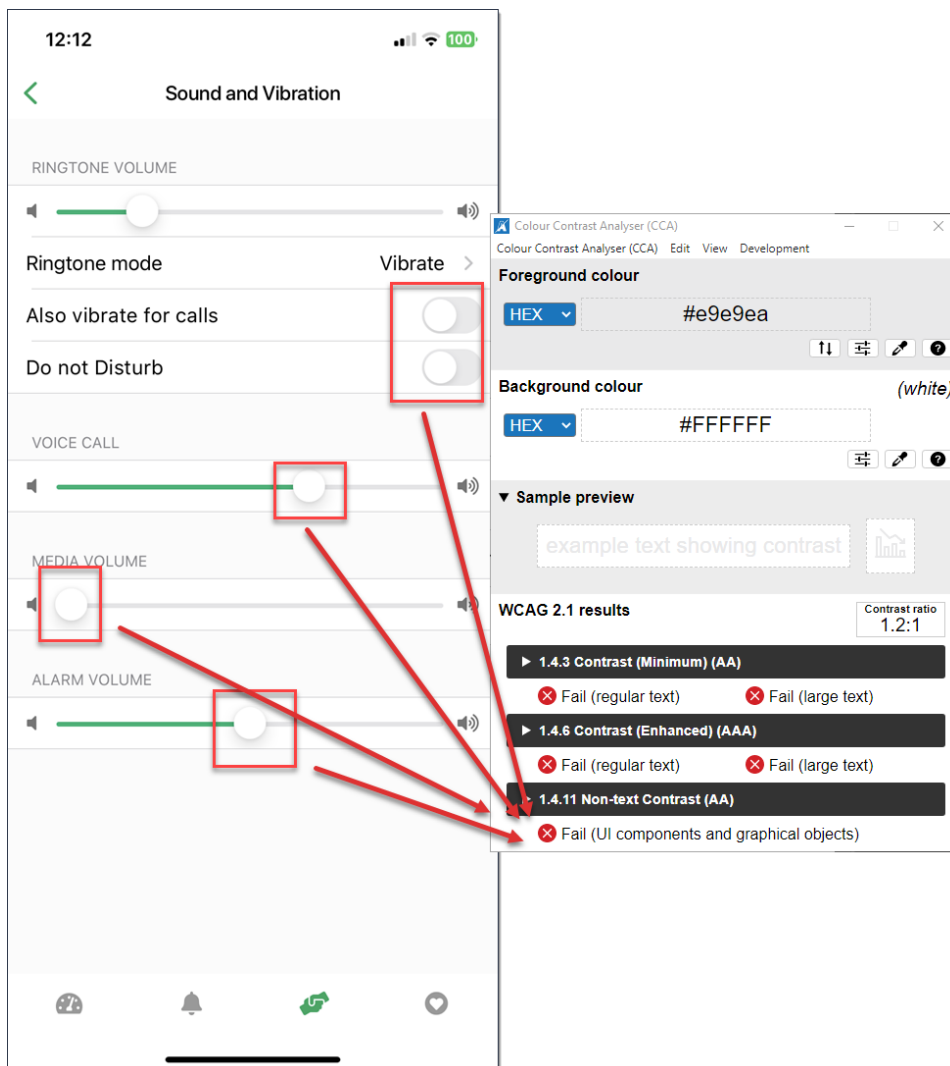 12:12
100
Sound and Vibration
RINGTONE VOLUME
Ringtone mode
Vibrate
Also vibrate for calls
Do not Disturb
VOICE CALL
MEDIA VOLUME
ALARM VOLUME
Colour Contrast Analyser (CCA)
Colour Contrast Analyser (CCA) Edit View Development
Foreground colour
HEX
#e9e9ea
Background colour
(white)
HEX
#FFFFFF
Sample preview
example text showing contrast
WCAG 2.1 results
Contrast ratio
1.2:1
1.4.3 Contrast (Minimum) (AA)
Fail (regular text)
Fail (large text)
1.4.6 Contrast (Enhanced) (AAA)
Fail (regular text)
Fail (large text)
1.4.11 Non-text Contrast (AA)
Fail (UI components and graphical objects)